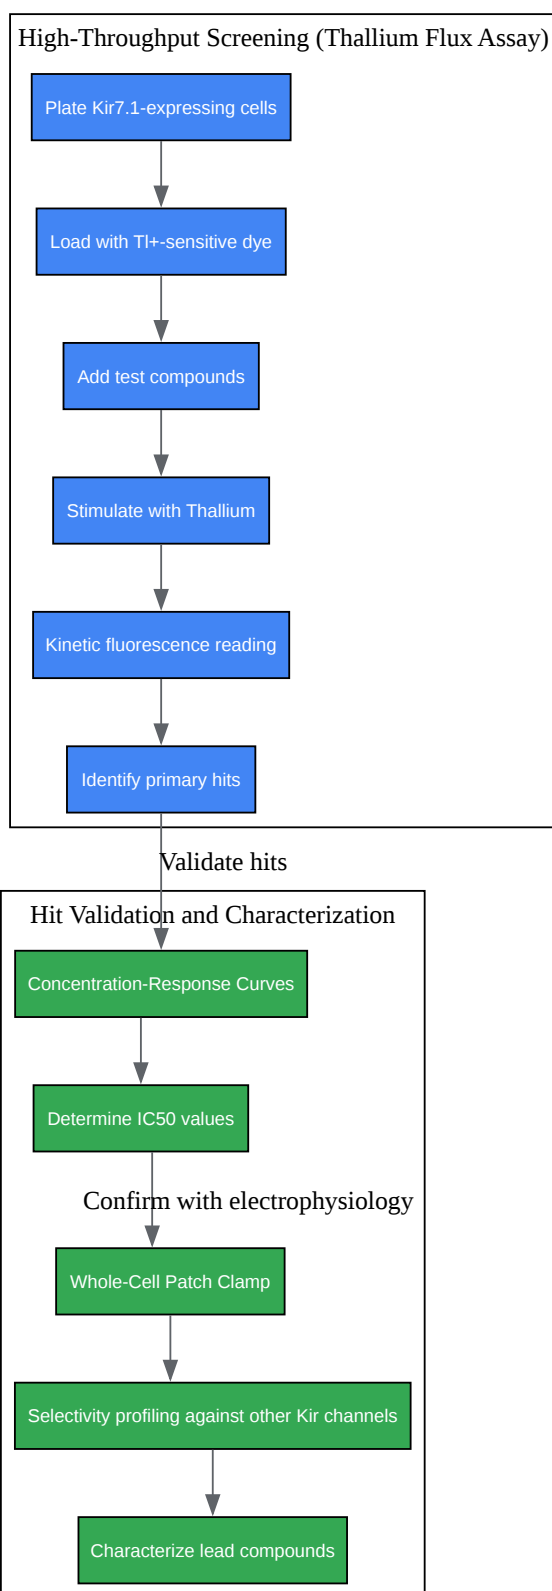 High-Throughput Screening (Thallium Flux Assay)
Plate Kir7.1-expressing cells
Load with Tl+-sensitive dye
Add test compounds
Stimulate with Thallium
Kinetic fluorescence reading
Identify primary hits
Validate hits
Hit Validation and Characterization
Concentration-Response Curves
Determine IC50 values
Confirm with electrophysiology
Whole-Cell Patch Clamp
Selectivity profiling against other Kir channels
Characterize lead compounds